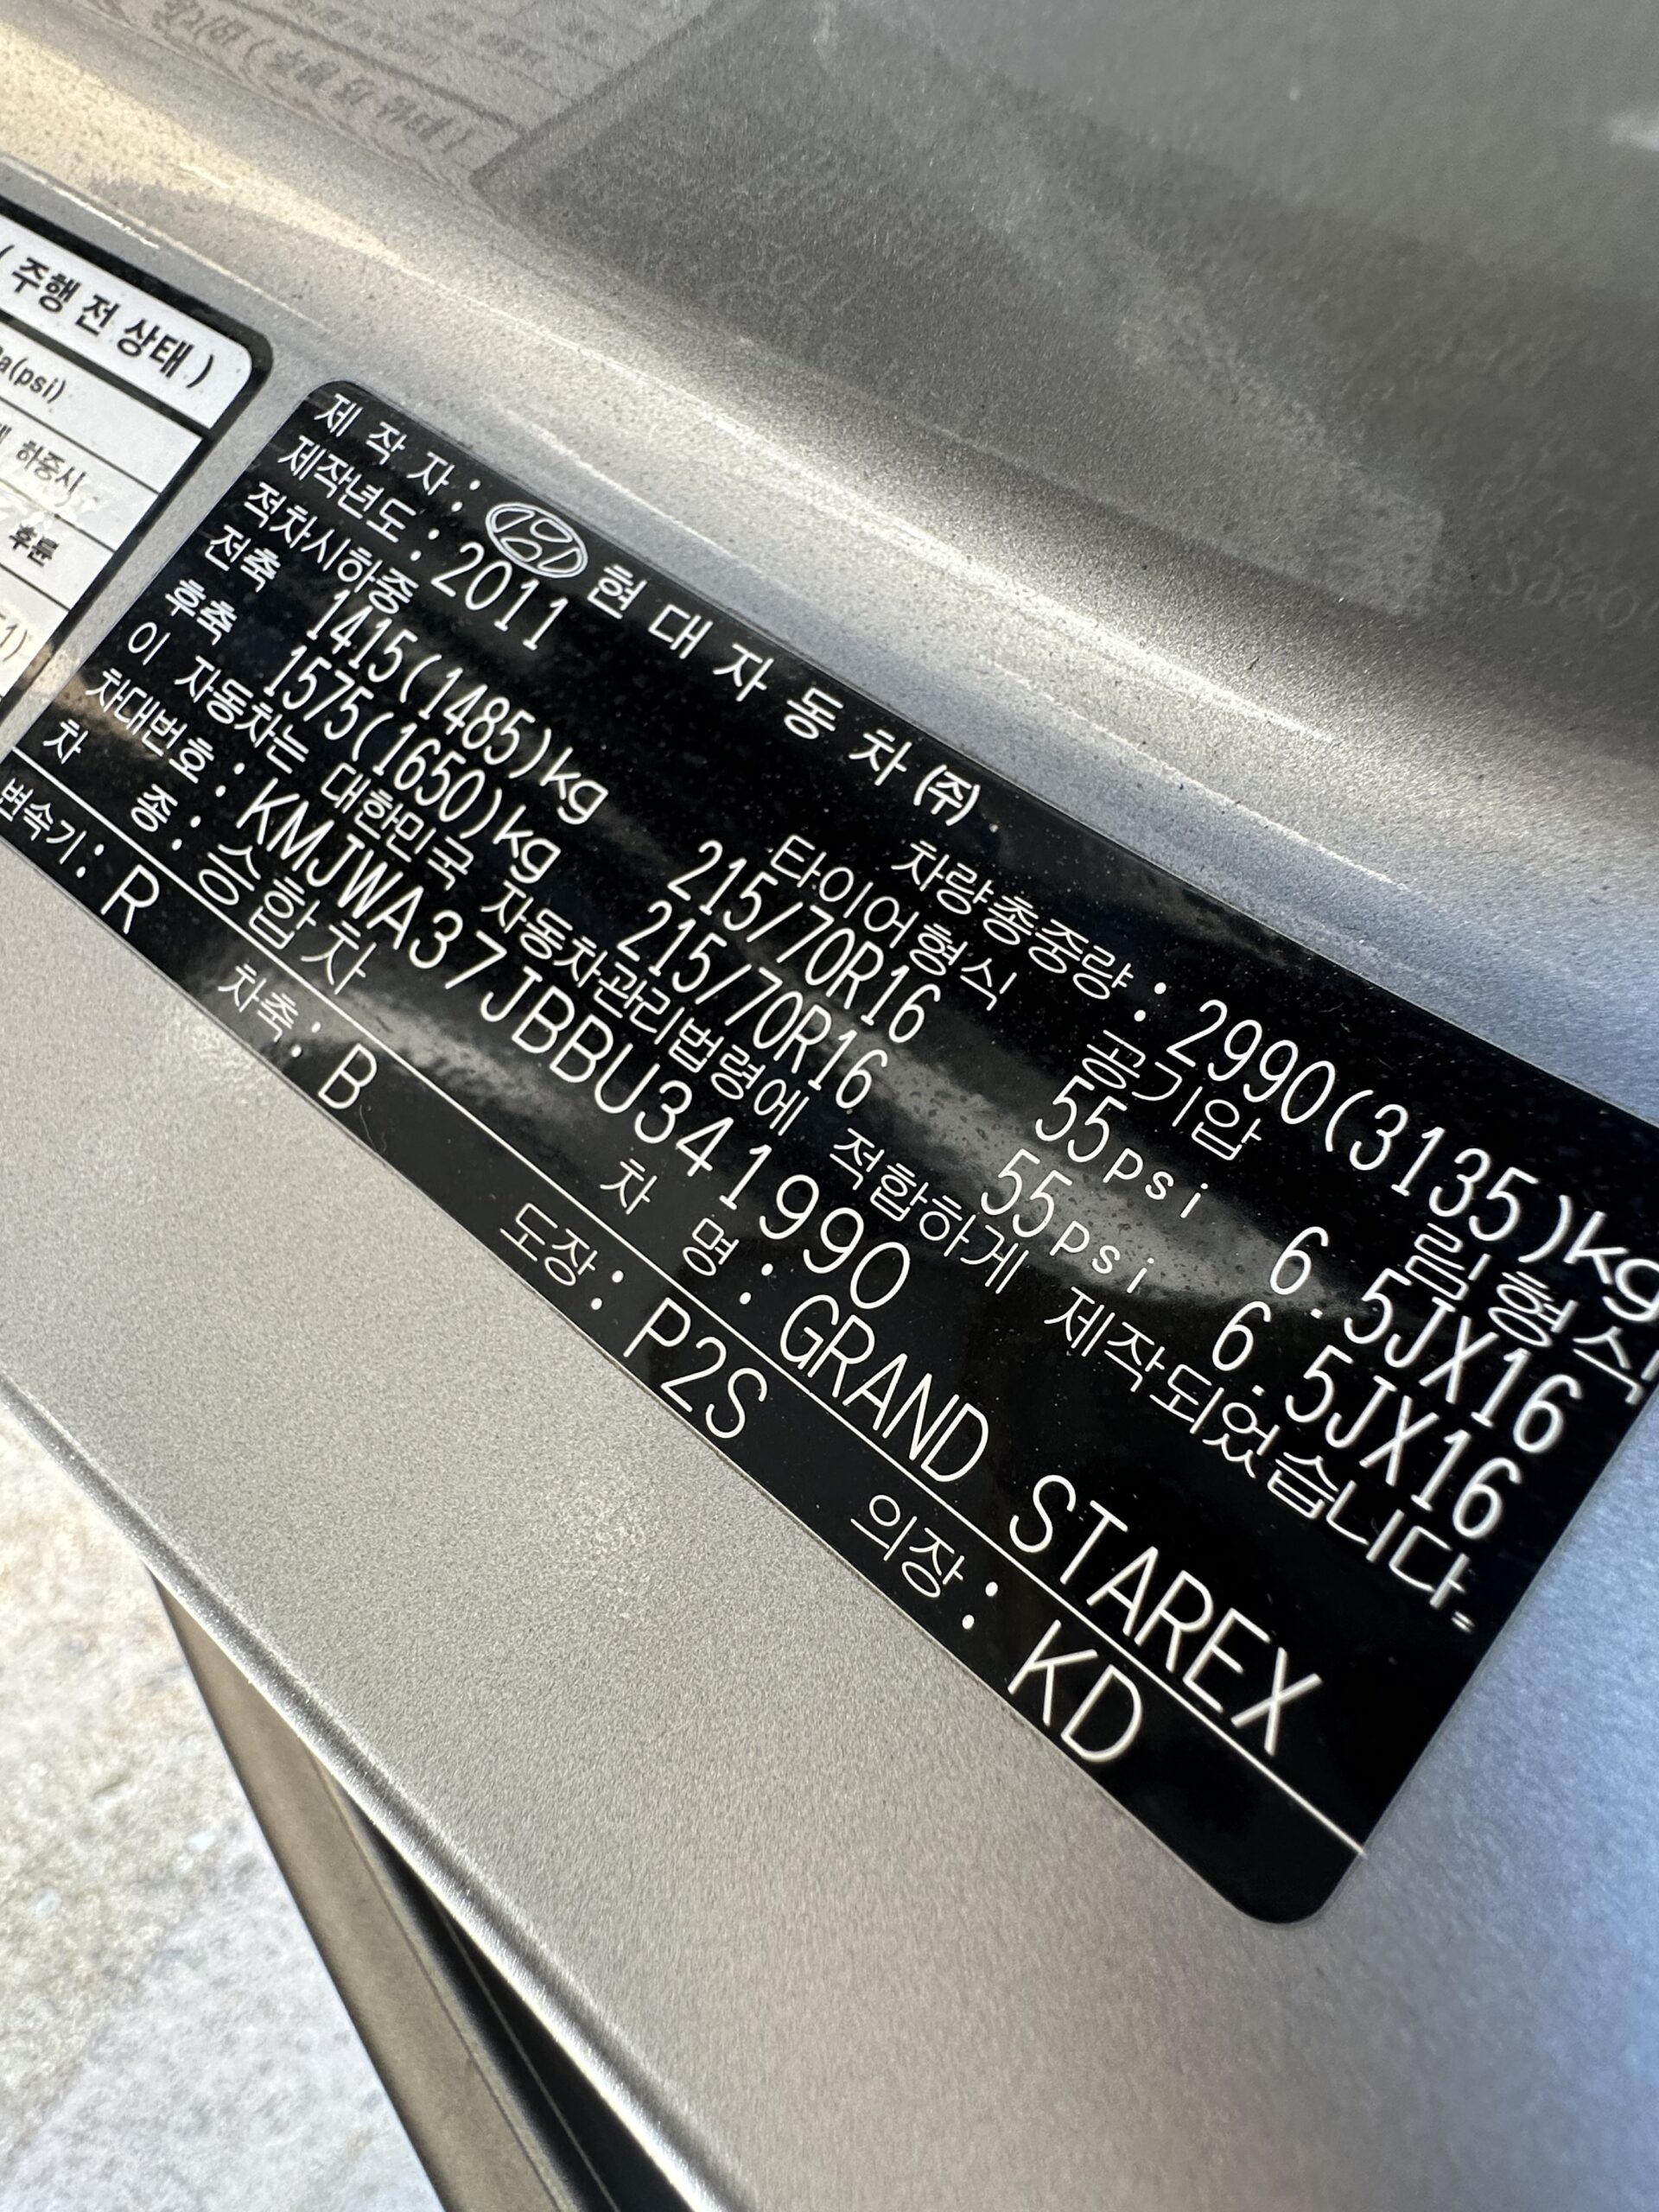 ( 주행 전 상태 )
(psi)
하중시
후륜
제 작 자 : 현 대 자 동 차 ㈜
제작년도 : 2011 차량총중량 : 2990(3135)kg
적차시하중 타이어형식 공기압 림형식
전축 1415(1485)kg 215/70R16 55psi 6.5JX16
후축 1575(1650)kg 215/70R16 55psi 6.5JX16
이 자동차는 대한민국 자동차관리법령에 적합하게 제작되었습니다.
차대번호 : KMJWA37JBBU341990
차 종 : 승합차 차 명 : GRAND STAREX
변속기 : R 차축 : B 도장 : P2S 의장 : KD